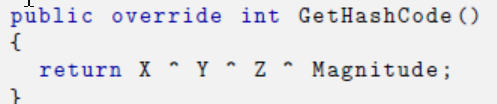 public override int GetHashCode()
{
return X ^ Y ^ Z ^ Magnitude;
}